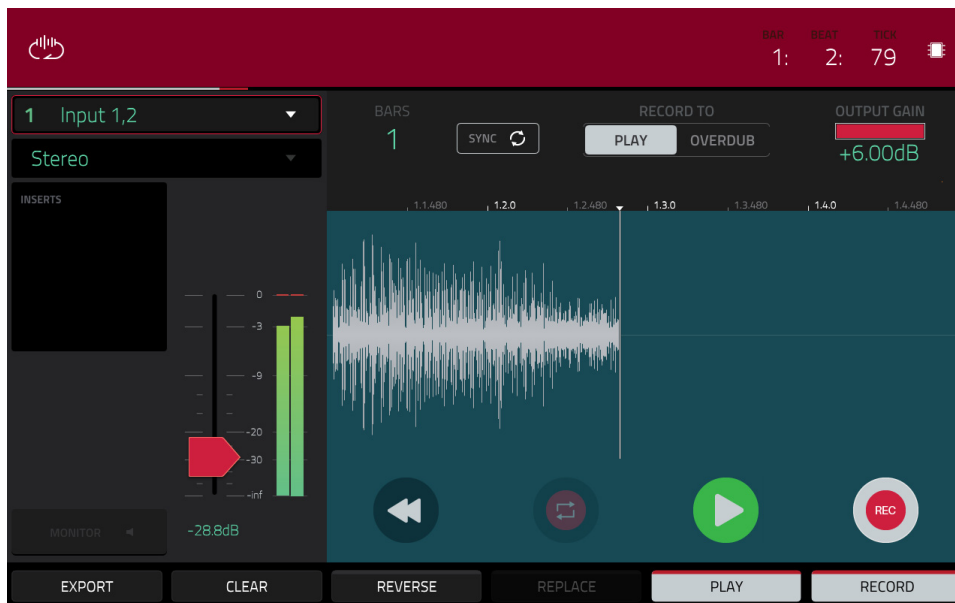 BAR BEAT TICK
1: 2: 79
1 Input 1,2
Stereo
INSERTS
0
-3
-9
-20
-30
-inf
MONITOR
-28.8dB
BARS
1
SYNC
RECORD TO
PLAY OVERDUB
OUTPUT GAIN
+6.00dB
1.1.480 1.2.0 1.2.480 1.3.0 1.3.480 1.4.0 1.4.480
REC
EXPORT CLEAR REVERSE REPLACE PLAY RECORD